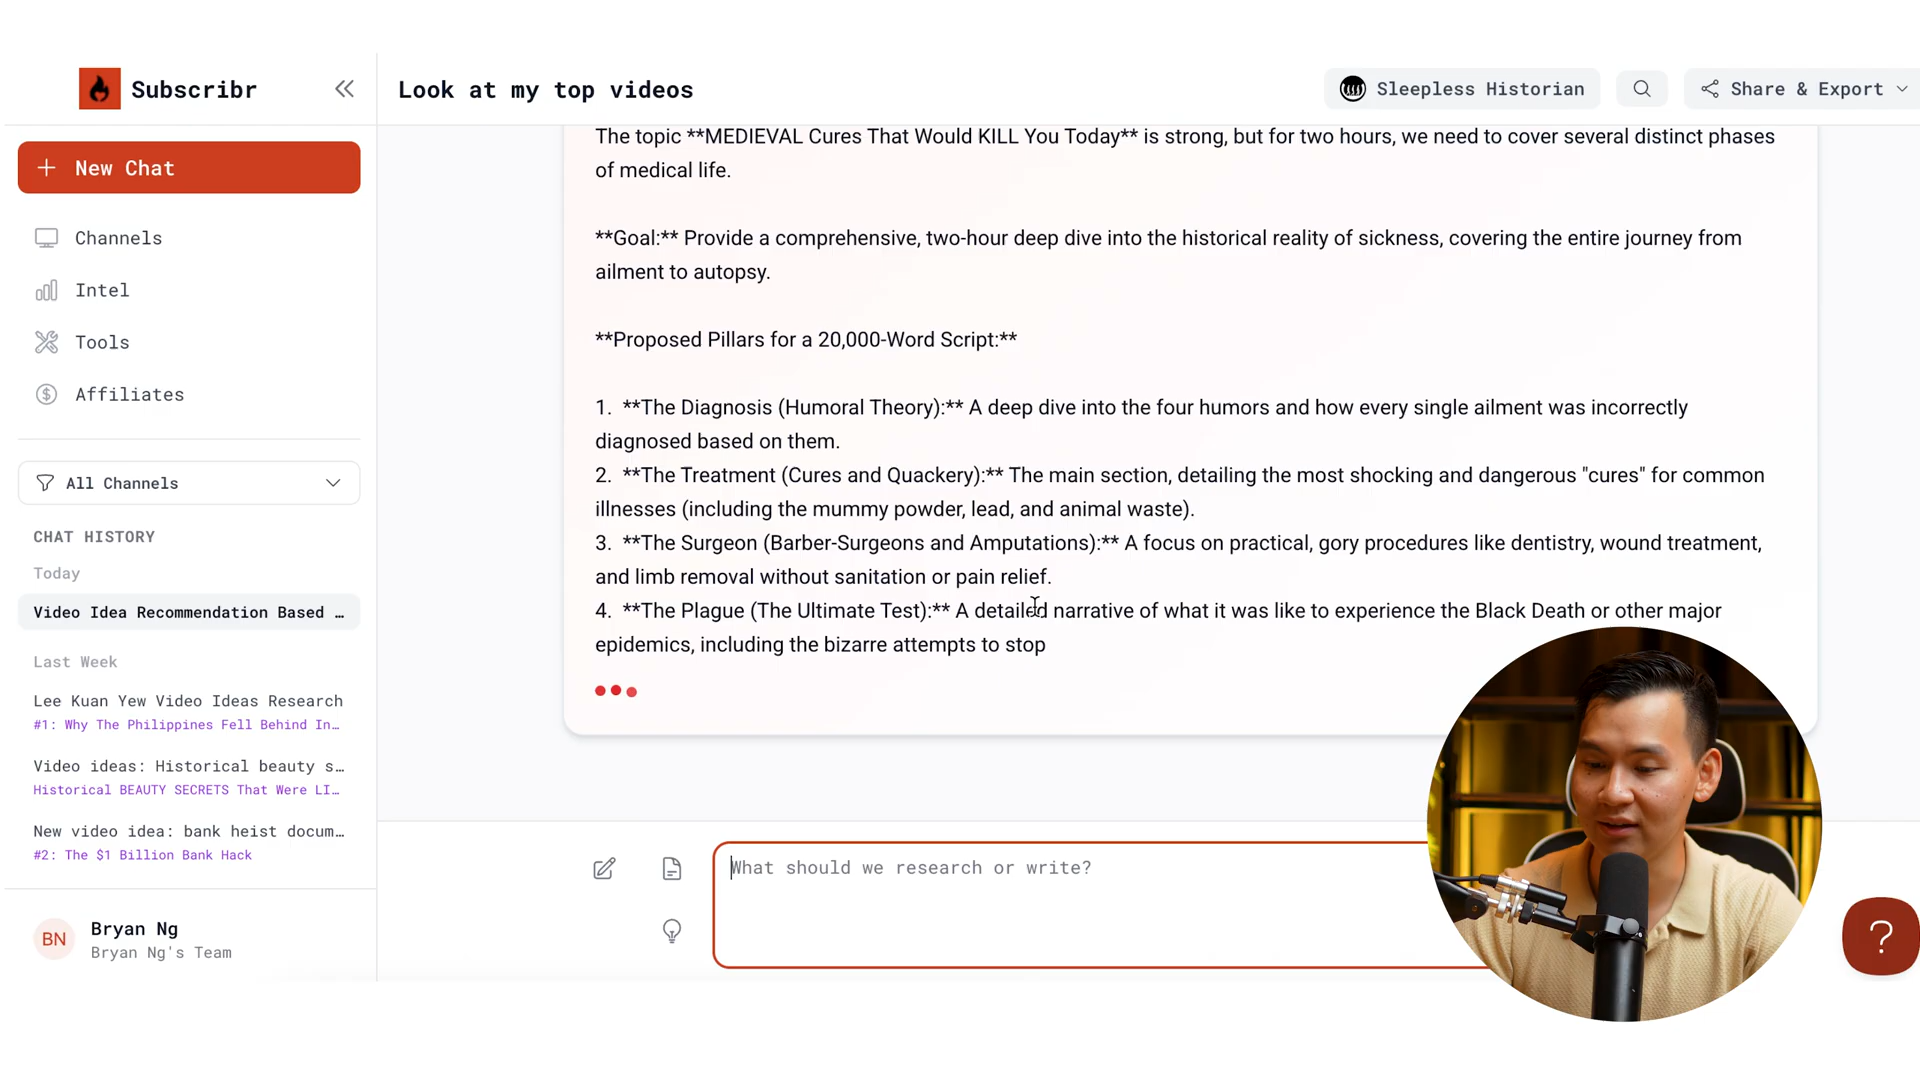 Subscribr
Look at my top videos
Sleepless Historian
Share & Export
New Chat
Channels
Intel
Tools
Affiliates
All Channels
CHAT HISTORY
Today
Video Idea Recommendation Based …
Last Week
Lee Kuan Yew Video Ideas Research
#1: Why The Philippines Fell Behind In…
Video ideas: Historical beauty s…
Historical BEAUTY SECRETS That Were LI…
New video idea: bank heist docum…
#2: The $1 Billion Bank Hack
BN
Bryan Ng
Bryan Ng's Team
The topic **MEDIEVAL Cures That Would KILL You Today** is strong, but for two hours, we need to cover several distinct phases
of medical life.
**Goal:** Provide a comprehensive, two-hour deep dive into the historical reality of sickness, covering the entire journey from
ailment to autopsy.
**Proposed Pillars for a 20,000-Word Script:**
1. **The Diagnosis (Humoral Theory):** A deep dive into the four humors and how every single ailment was incorrectly
diagnosed based on them.
2. **The Treatment (Cures and Quackery):** The main section, detailing the most shocking and dangerous "cures" for common
illnesses (including the mummy powder, lead, and animal waste).
3. **The Surgeon (Barber-Surgeons and Amputations):** A focus on practical, gory procedures like dentistry, wound treatment,
and limb removal without sanitation or pain relief.
4. **The Plague (The Ultimate Test):** A detailed narrative of what it was like to experience the Black Death or other major
epidemics, including the bizarre attempts to stop
What should we research or write?
?